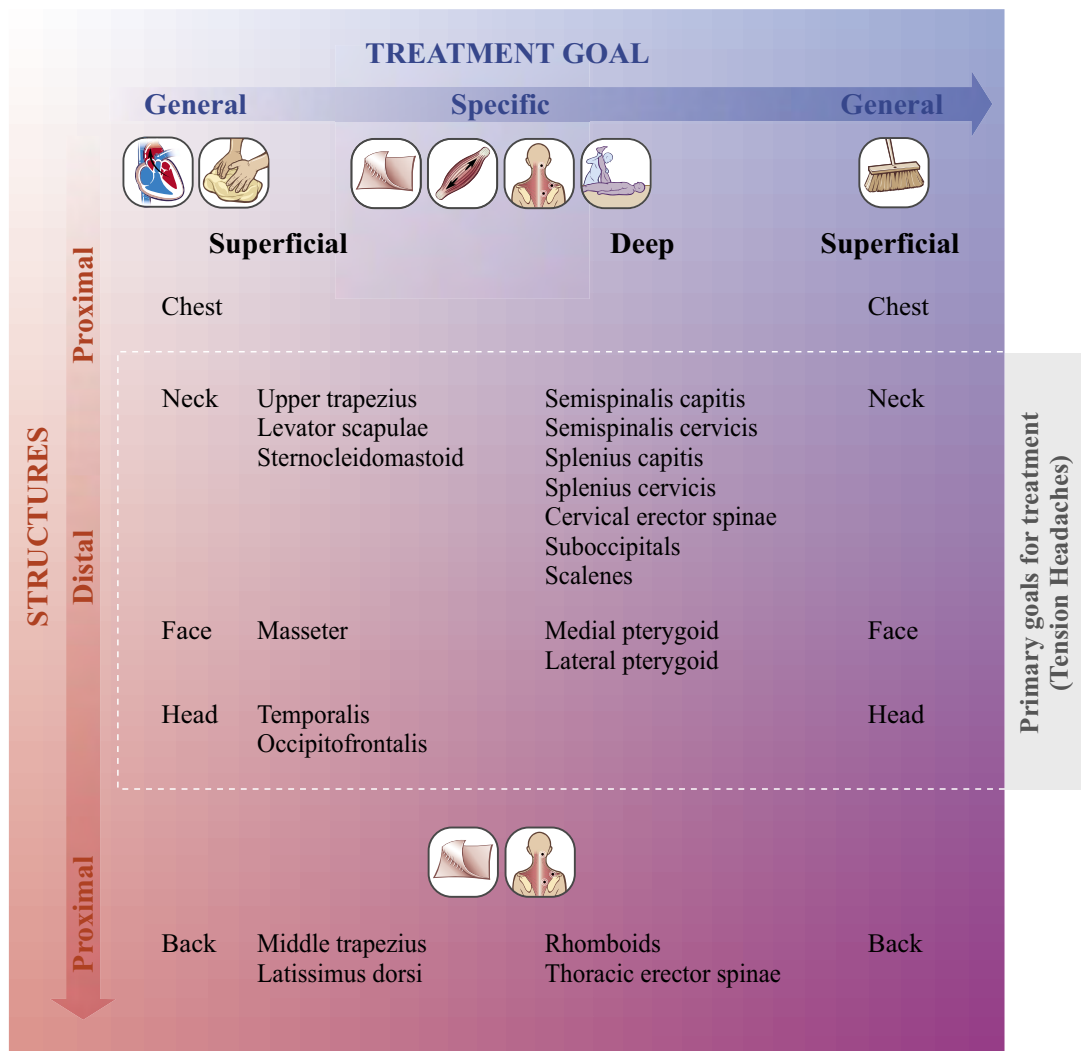 TREATMENT GOAL
General Specific General
Superficial Deep Superficial
STRUCTURES
Proximal
Distal
Proximal
Chest Chest
Neck Upper trapezius Semispinalis capitis Neck
Levator scapulae Semispinalis cervicis
Sternocleidomastoid Splenius capitis
Splenius cervicis
Cervical erector spinae
Suboccipitals
Scalenes
Face Masseter Medial pterygoid Face
Lateral pterygoid
Head Temporalis Head
Occipitofrontalis
Back Middle trapezius Rhomboids Back
Latissimus dorsi Thoracic erector spinae
Primary goals for treatment
(Tension Headaches)